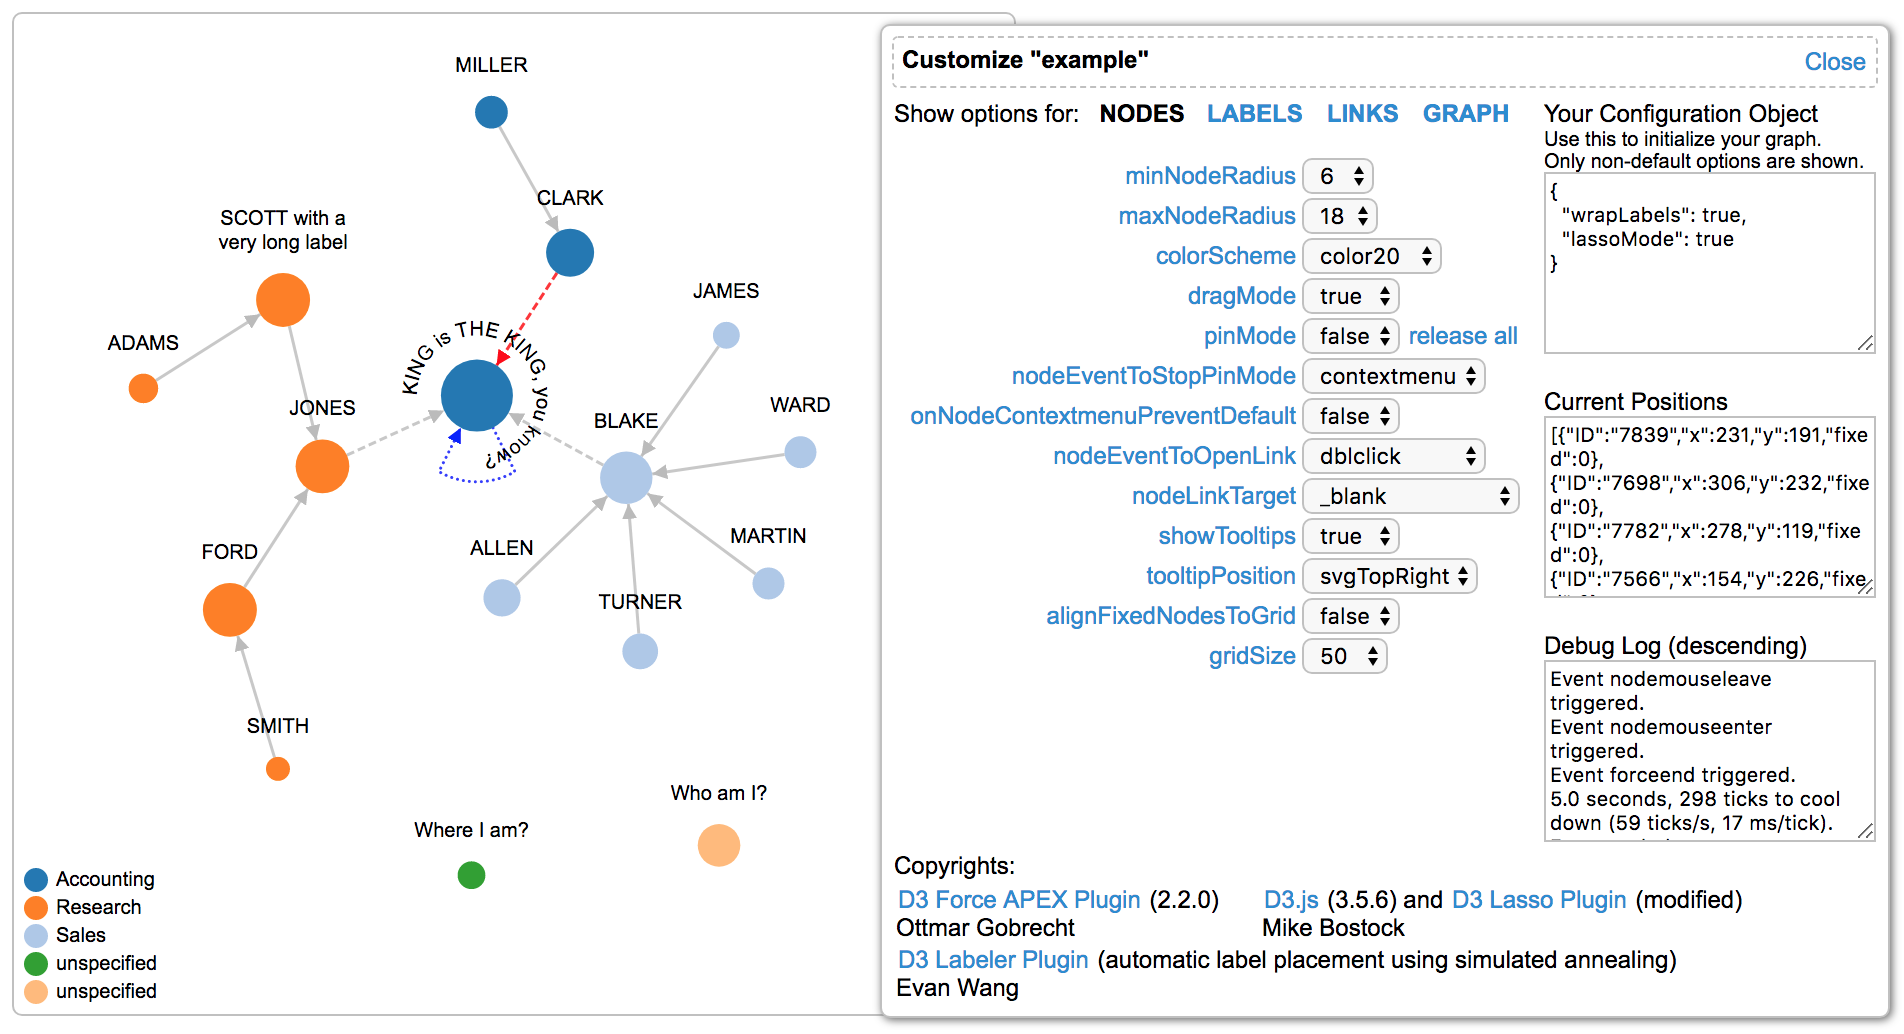 MILLER
CLARK
SCOTT with a
very long label
JAMES
KING is THE KING, you know?
ADAMS
JONES
WARD
BLAKE
MARTIN
ALLEN
FORD
TURNER
SMITH
Who am I?
Where I am?
Accounting
Research
Sales
unspecified
unspecified
Customize "example"
Close
Show options for: NODES LABELS LINKS GRAPH
minNodeRadius 6
maxNodeRadius 18
colorScheme color20
dragMode true
pinMode false release all
nodeEventToStopPinMode contextmenu
onNodeContextmenuPreventDefault false
nodeEventToOpenLink dblclick
nodeLinkTarget _blank
showTooltips true
tooltipPosition svgTopRight
alignFixedNodesToGrid false
gridSize 50
Your Configuration Object
Use this to initialize your graph.
Only non-default options are shown.
{
"wrapLabels": true,
"lassoMode": true
}
Current Positions
[{"ID":"7839","x":231,"y":191,"fixe
d":0},
{"ID":"7698","x":306,"y":232,"fixe
d":0},
{"ID":"7782","x":278,"y":119,"fixe
d":0},
{"ID":"7566","x":154,"y":226,"fixe
Debug Log (descending)
Event nodemouseleave
triggered.
Event nodemouseenter
triggered.
Event forceend triggered.
5.0 seconds, 298 ticks to cool
down (59 ticks/s, 17 ms/tick).
Copyrights:
D3 Force APEX Plugin (2.2.0)
Ottmar Gobrecht
D3.js (3.5.6) and D3 Lasso Plugin (modified)
Mike Bostock
D3 Labeler Plugin (automatic label placement using simulated annealing)
Evan Wang